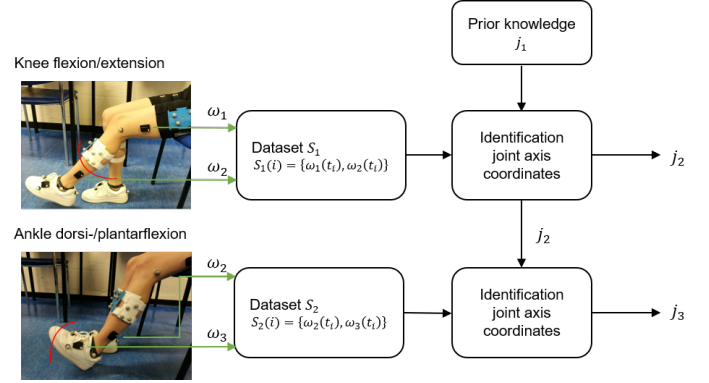 Prior knowledge
j₁
Knee flexion/extension
ω₁
ω₂
Dataset S₁
S₁(i) = {ω₁(tᵢ), ω₂(tᵢ)}
Identification
joint axis
coordinates
j₂
j₂
Ankle dorsi-/plantarflexion
ω₂
ω₃
Dataset S₂
S₂(i) = {ω₂(tᵢ), ω₃(tᵢ)}
Identification
joint axis
coordinates
j₃